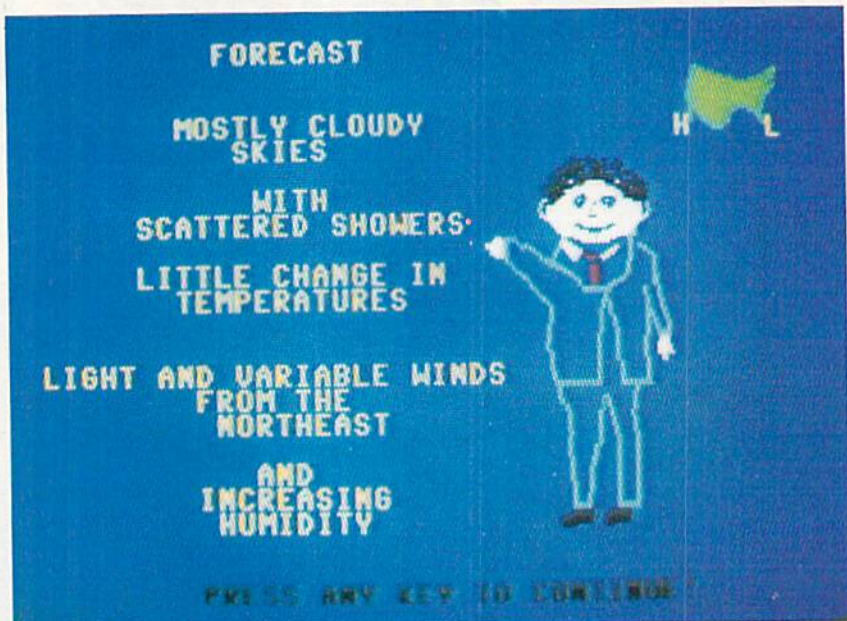 FORECAST
H L
MOSTLY CLOUDY
SKIES
WITH
SCATTERED SHOWERS
LITTLE CHANGE IN
TEMPERATURES
LIGHT AND VARIABLE WINDS
FROM THE
NORTHEAST
AND
INCREASING
HUMIDITY
PRESS ANY KEY TO CONTINUE